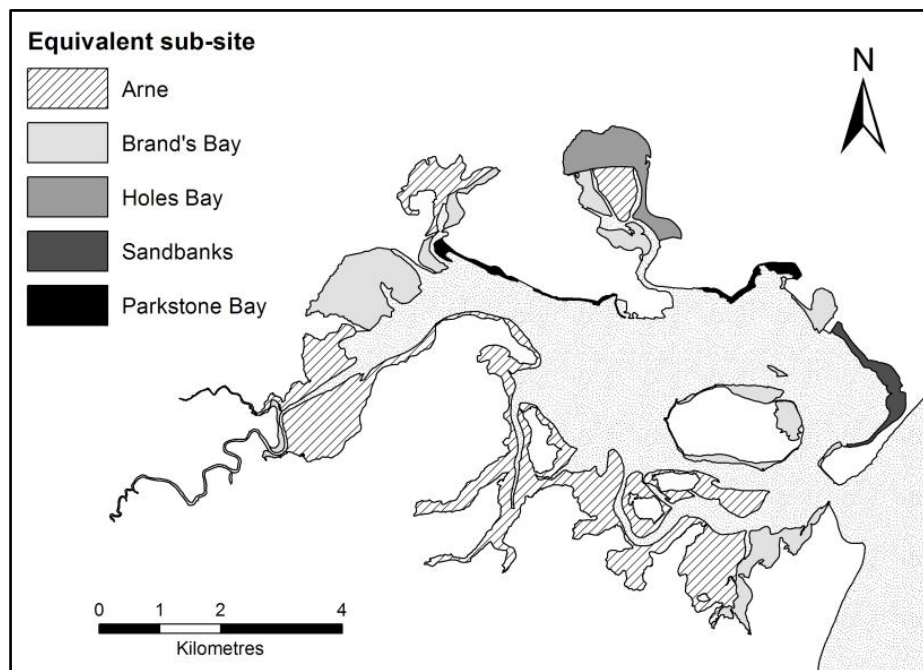 Equivalent sub-site
Arne
Brand's Bay
Holes Bay
Sandbanks
Parkstone Bay
N
0 1 2 4
Kilometres